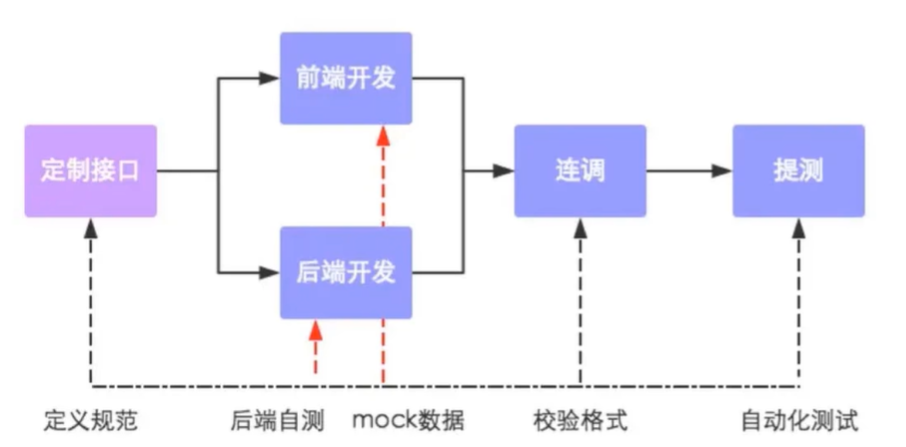 前端开发
定制接口
连调
提测
后端开发
定义规范
后端自测
mock数据
校验格式
自动化测试